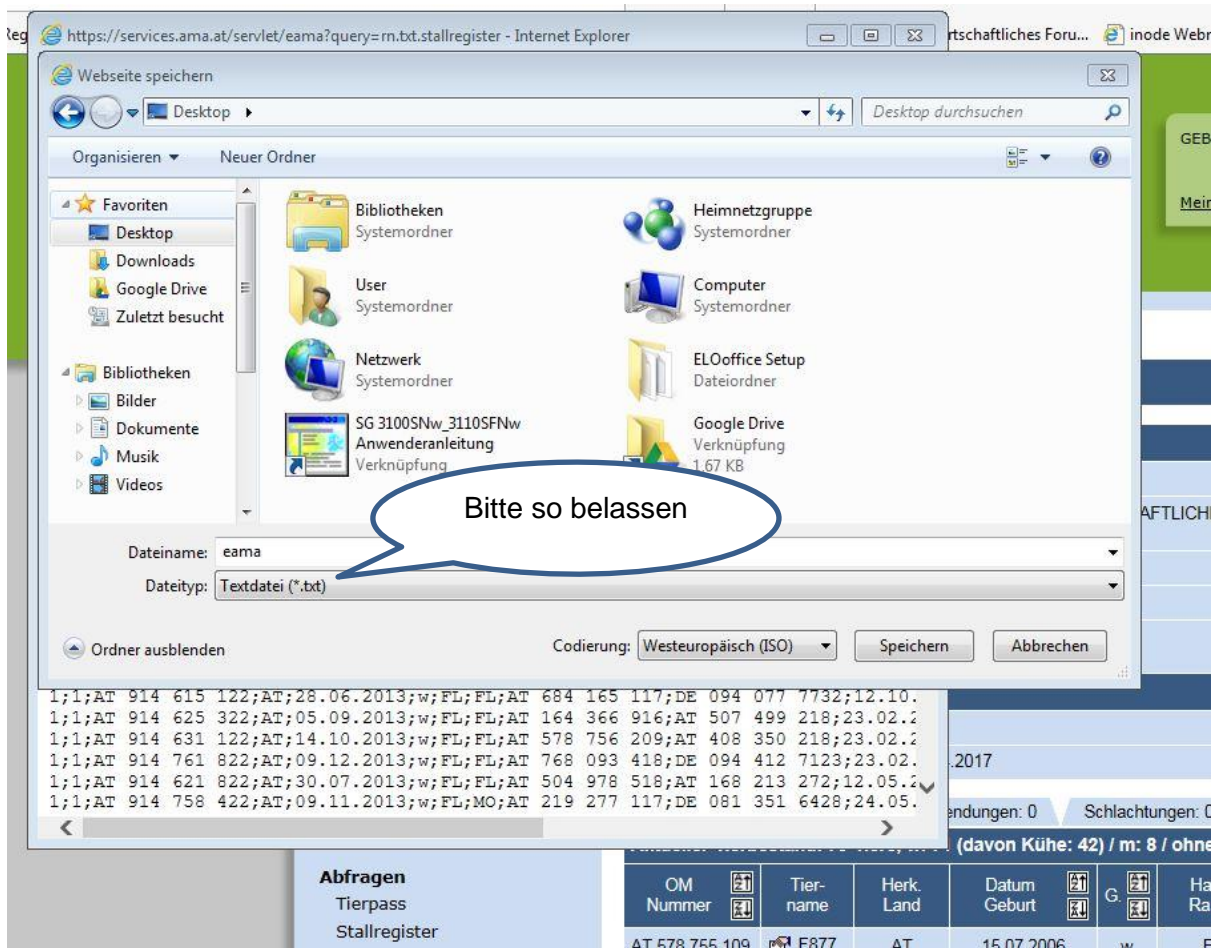 https://services.ama.at/servlet/eama?query=rn.txt.stallregister - Internet Explorer
rtschaftliches Foru... inode Webr
Webseite speichern
Desktop
Desktop durchsuchen
Organisieren
Neuer Ordner
GEB
Mein
Favoriten
Desktop
Downloads
Google Drive
Zuletzt besucht
Bibliotheken
Bilder
Dokumente
Musik
Videos
Bibliotheken
Systemordner
Heimnetzgruppe
Systemordner
User
Systemordner
Computer
Systemordner
Netzwerk
Systemordner
ELOoffice Setup
Dateiordner
SG 3100SNw_3110SFNw
Anwenderanleitung
Verknüpfung
Google Drive
Verknüpfung
1,67 KB
Bitte so belassen
AFTLICH
Dateiname: eama
Dateityp: Textdatei (*.txt)
Ordner ausblenden
Codierung: Westeuropäisch (ISO)
Speichern
Abbrechen
1;1;AT 914 615 122;AT;28.06.2013;w;FL;FL;AT 684 165 117;DE 094 077 7732;12.10.
1;1;AT 914 625 322;AT;05.09.2013;w;FL;FL;AT 164 366 916;AT 507 499 218;23.02.2
1;1;AT 914 631 122;AT;14.10.2013;w;FL;FL;AT 578 756 209;AT 408 350 218;23.02.2
1;1;AT 914 761 822;AT;09.12.2013;w;FL;FL;AT 768 093 418;DE 094 412 7123;23.02.
1;1;AT 914 621 822;AT;30.07.2013;w;FL;FL;AT 504 978 518;AT 168 213 272;12.05.2
1;1;AT 914 758 422;AT;09.11.2013;w;FL;MO;AT 219 277 117;DE 081 351 6428;24.05.
.2017
endungen: 0
Schlachtungen: 0
(davon Kühe: 42) / m: 8 / ohne
Abfragen
Tierpass
Stallregister
OM Nummer
Tier-name
Herk. Land
Datum Geburt
G.
Ha
Ra
AT 578 755 109 F877 AT 15.07.2006 w F